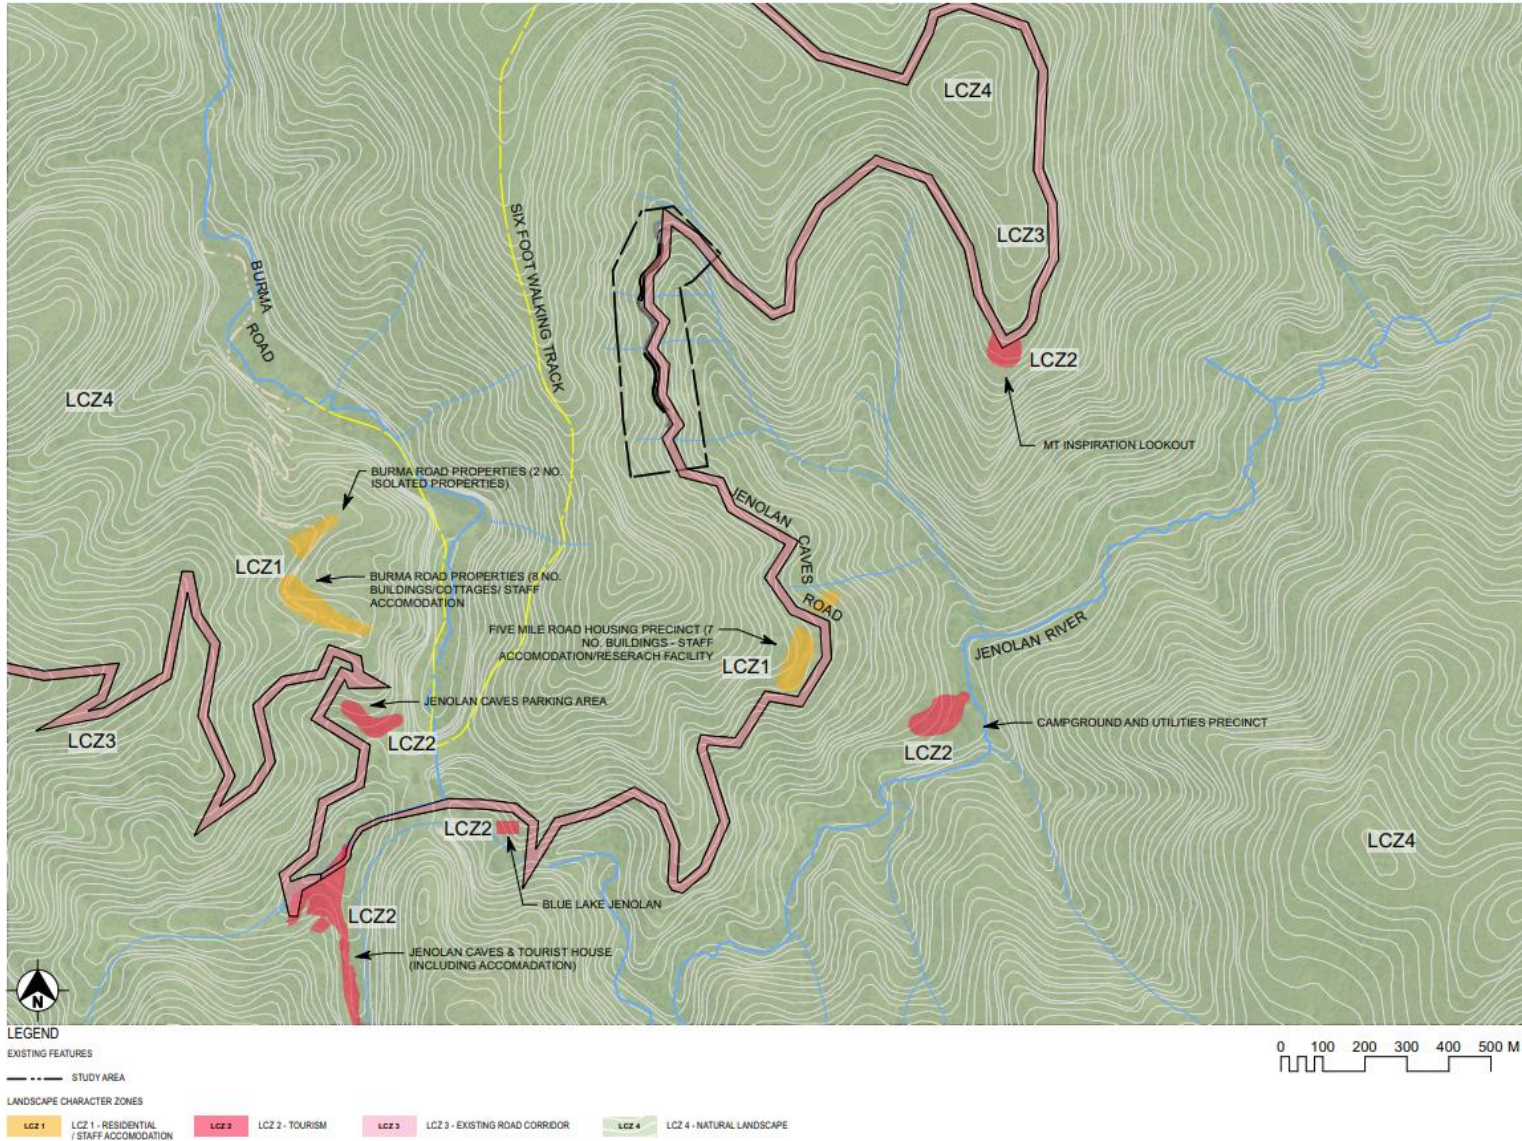 LCZ4
SIX FOOT WALKING TRACK
LCZ3
BURMA
ROAD
LCZ2
LCZ4
MT INSPIRATION LOOKOUT
BURMA ROAD PROPERTIES (2 NO.
ISOLATED PROPERTIES)
JENOLAN
CAVES
ROAD
LCZ1
BURMA ROAD PROPERTIES (8 NO.
BUILDINGS/COTTAGES/ STAFF
ACCOMODATION
FIVE MILE ROAD HOUSING PRECINCT (7
NO. BUILDINGS - STAFF
ACCOMODATION/RESERACH FACILITY
LCZ1
JENOLAN RIVER
JENOLAN CAVES PARKING AREA
LCZ3
LCZ2
CAMPGROUND AND UTILITIES PRECINCT
LCZ2
LCZ2
LCZ4
BLUE LAKE JENOLAN
LCZ2
JENOLAN CAVES & TOURIST HOUSE
(INCLUDING ACCOMADATION)
N
LEGEND
EXISTING FEATURES
STUDY AREA
LANDSCAPE CHARACTER ZONES
LCZ 1 LCZ 1 - RESIDENTIAL
/ STAFF ACCOMODATION
LCZ 2 LCZ 2 - TOURISM
LCZ 3 LCZ 3 - EXISTING ROAD CORRIDOR
LCZ 4 LCZ 4 - NATURAL LANDSCAPE
0 100 200 300 400 500 M